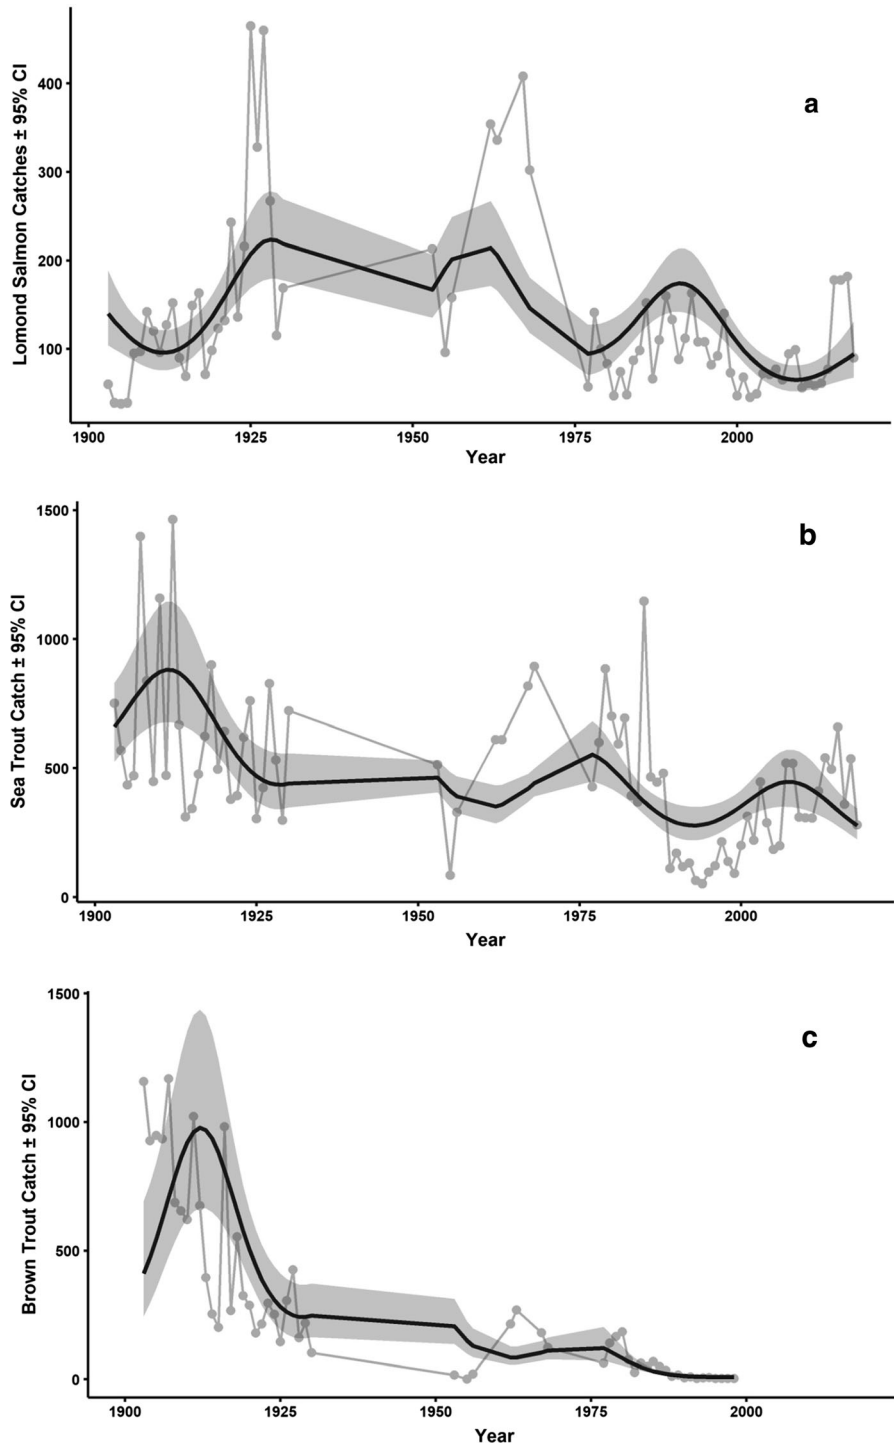 a
Lomond Salmon Catches ± 95% CI
400
300
200
100
1900 1925 1950 1975 2000
Year
b
Sea Trout Catch ± 95% CI
1500
1000
500
0
1900 1925 1950 1975 2000
Year
c
Brown Trout Catch ± 95% CI
1500
1000
500
0
1900 1925 1950 1975 2000
Year